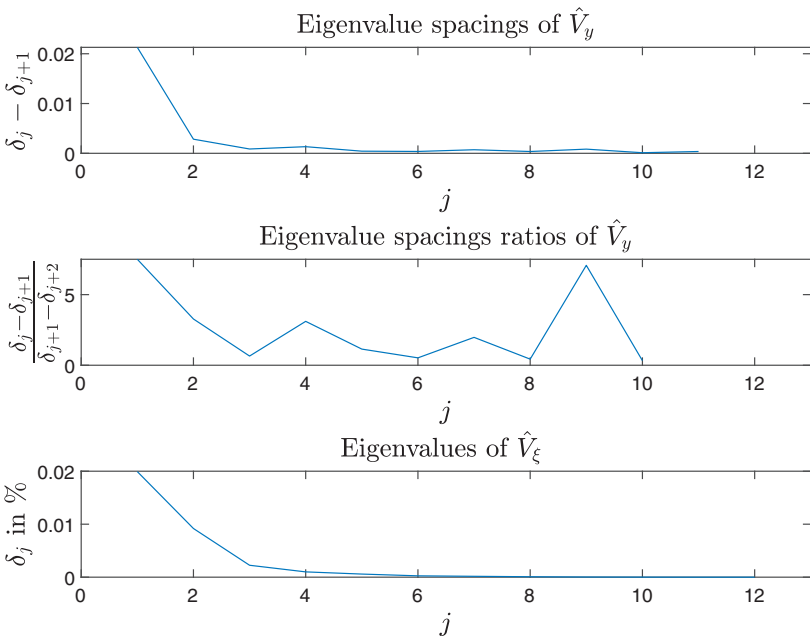 Eigenvalue spacings of V̂_y
δ_j − δ_{j+1}
0.02
0.01
0
0 2 4 6 8 10 12
j
Eigenvalue spacings ratios of V̂_y
\frac{δ_j−δ_{j+1}}{δ_{j+1}−δ_{j+2}}
5
0
0 2 4 6 8 10 12
j
Eigenvalues of V̂_ξ
δ_j in %
0.02
0.01
0
0 2 4 6 8 10 12
j